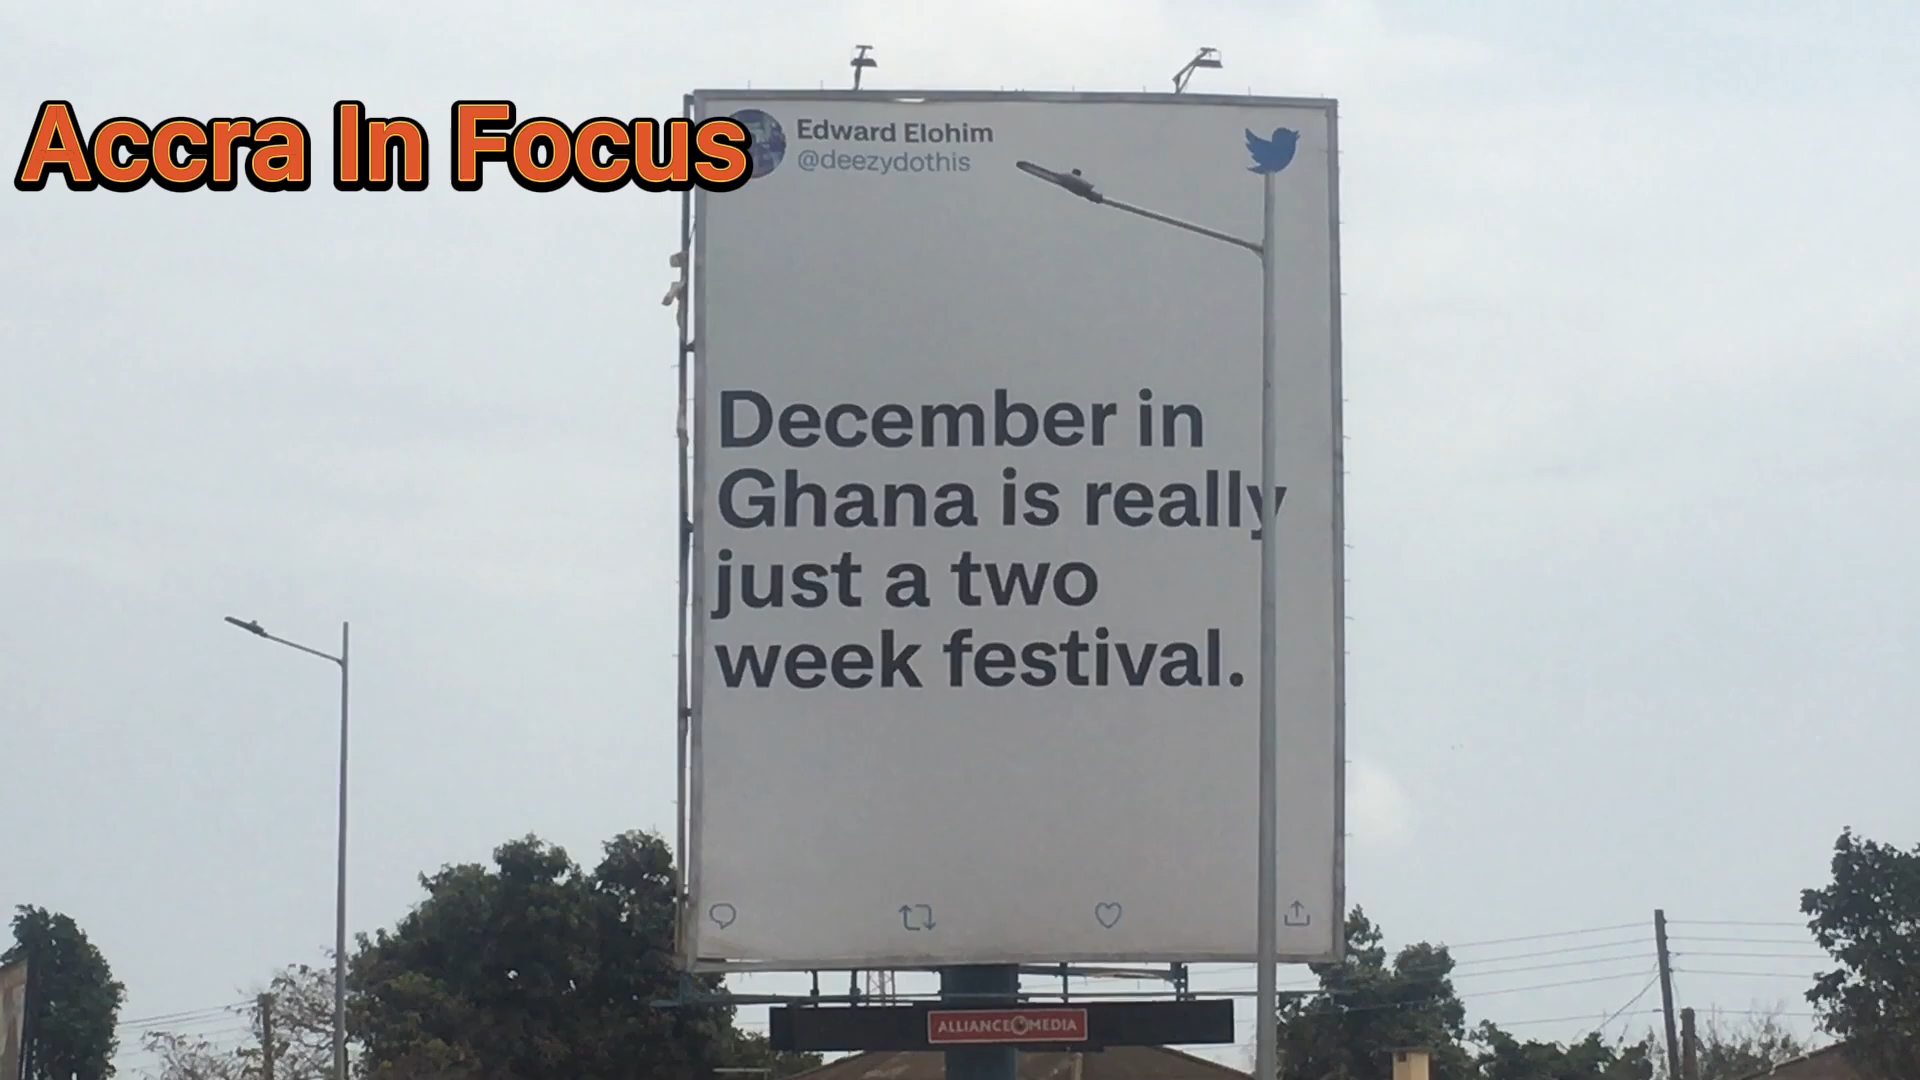 Accra In Focus
Edward Elohim
@deezydothis
December in
Ghana is really
just a two
week festival.
ALLIANCE MEDIA